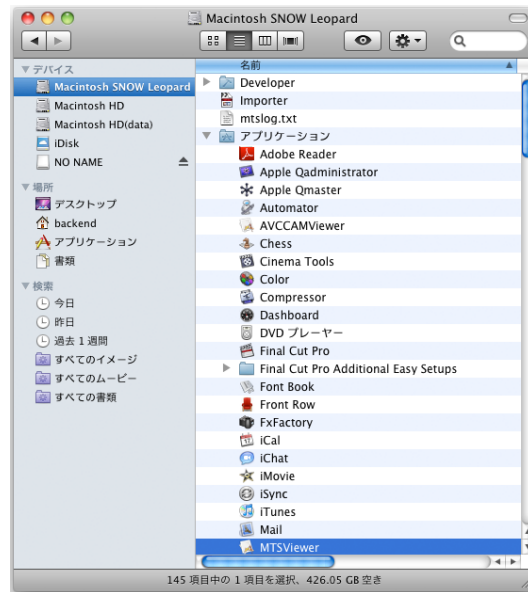 Macintosh SNOW Leopard
デバイス
Macintosh SNOW Leopard
Macintosh HD
Macintosh HD(data)
iDisk
NO NAME
場所
デスクトップ
backend
アプリケーション
書類
検索
今日
昨日
過去 1 週間
すべてのイメージ
すべてのムービー
すべての書類
名前
Developer
Importer
mtslog.txt
アプリケーション
Adobe Reader
Apple Qadministrator
Apple Qmaster
Automator
AVCCAMViewer
Chess
Cinema Tools
Color
Compressor
Dashboard
DVD プレーヤー
Final Cut Pro
Final Cut Pro Additional Easy Setups
Font Book
Front Row
FxFactory
iCal
iChat
iMovie
iSync
iTunes
Mail
MTSViewer
145 項目中の 1 項目を選択、426.05 GB 空き